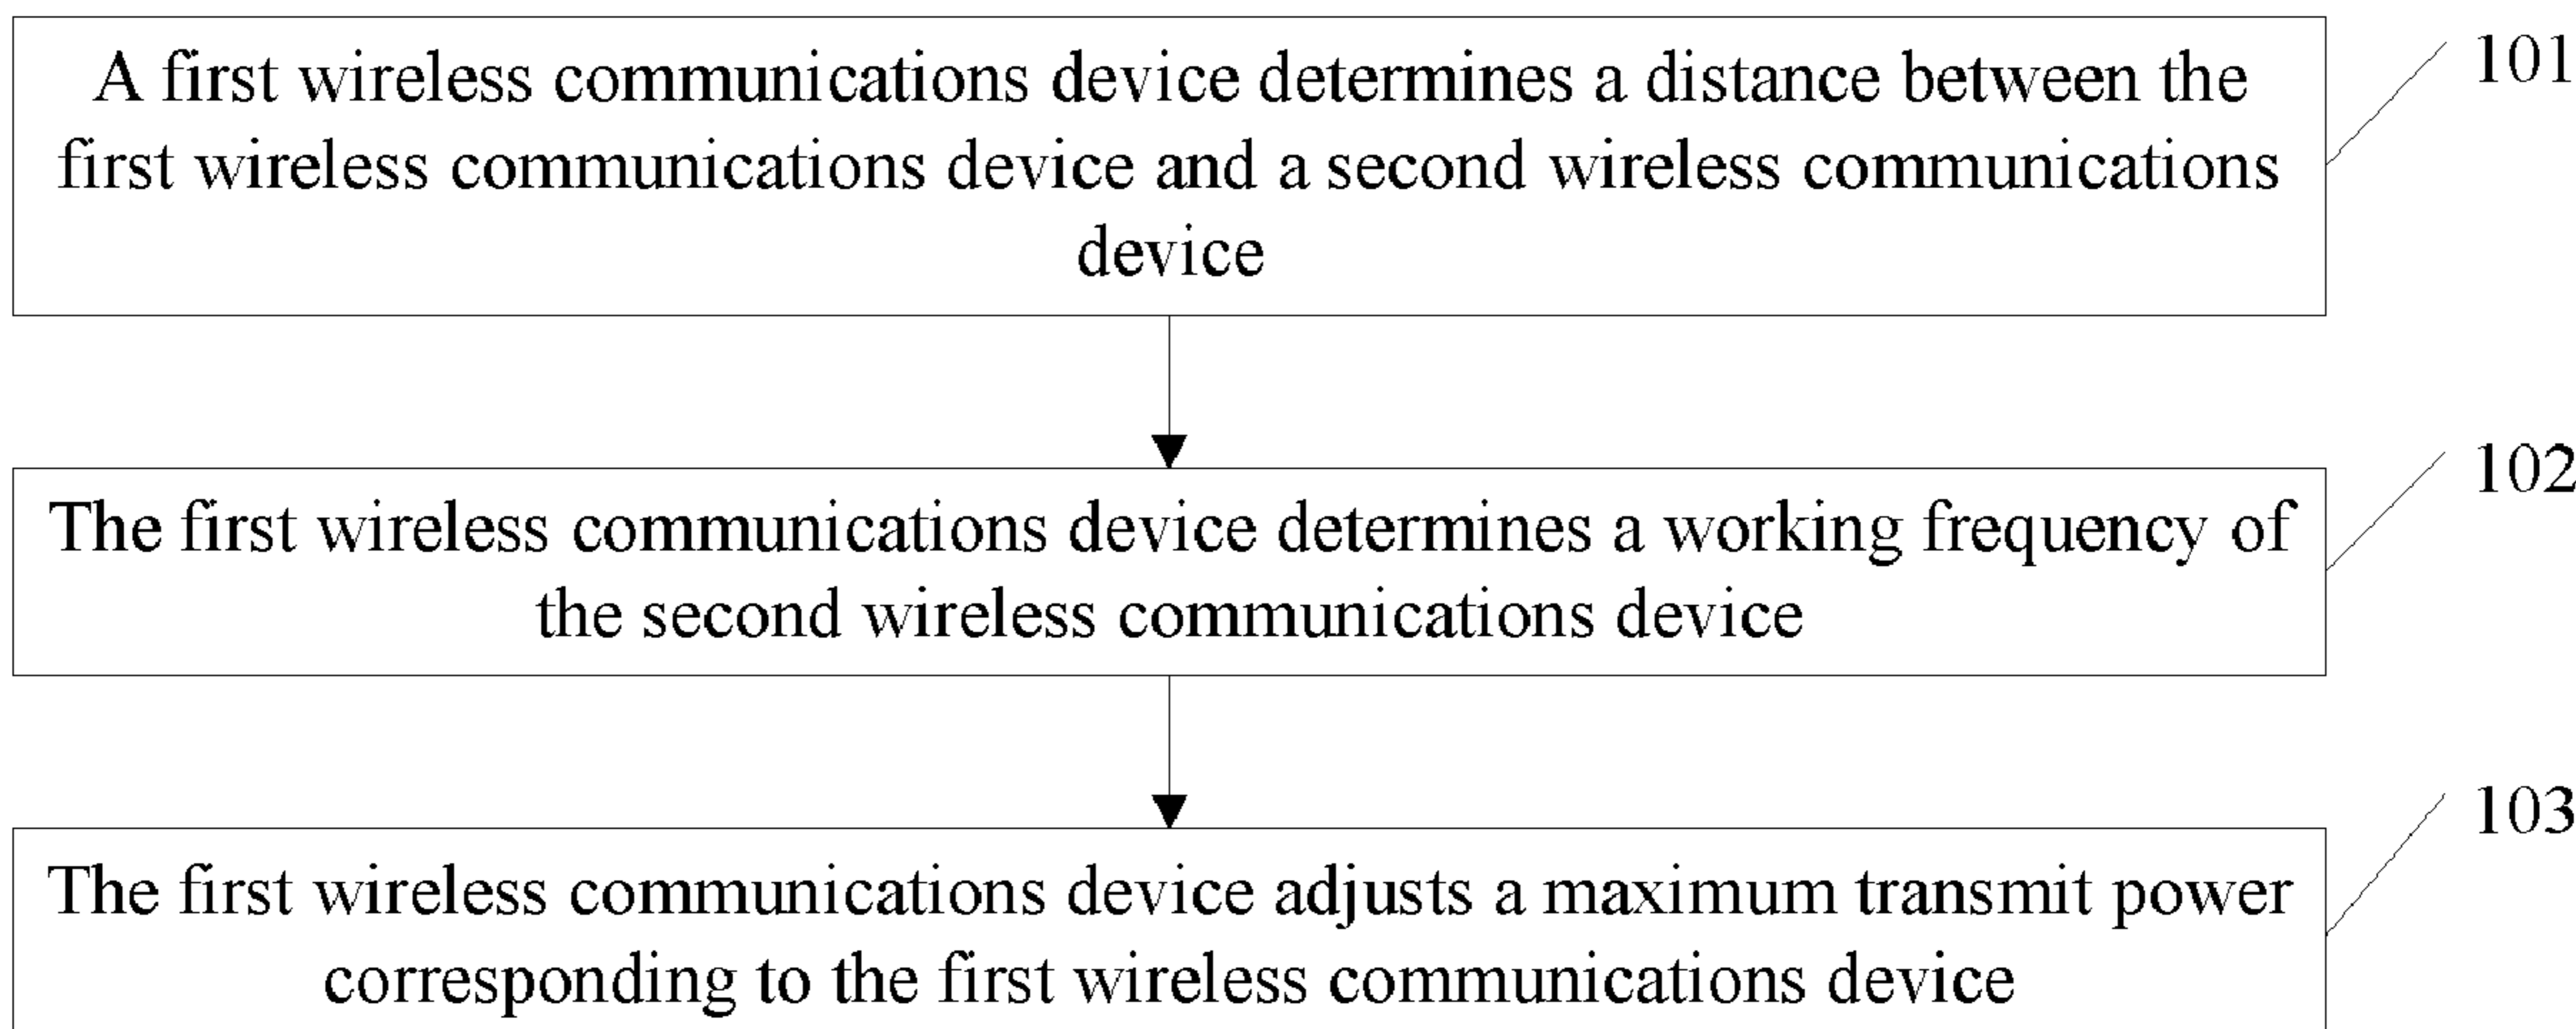 A first wireless communications device determines a distance between the
first wireless communications device and a second wireless communications
device
101
The first wireless communications device determines a working frequency of
the second wireless communications device
102
The first wireless communications device adjusts a maximum transmit power
corresponding to the first wireless communications device
103